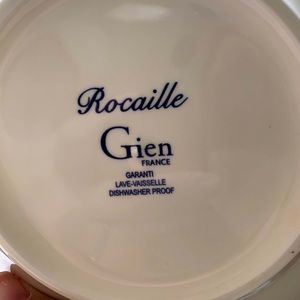 Rocaille
Gien
FRANCE
GARANTI
LAVE-VAISSELLE
DISHWASHER PROOF